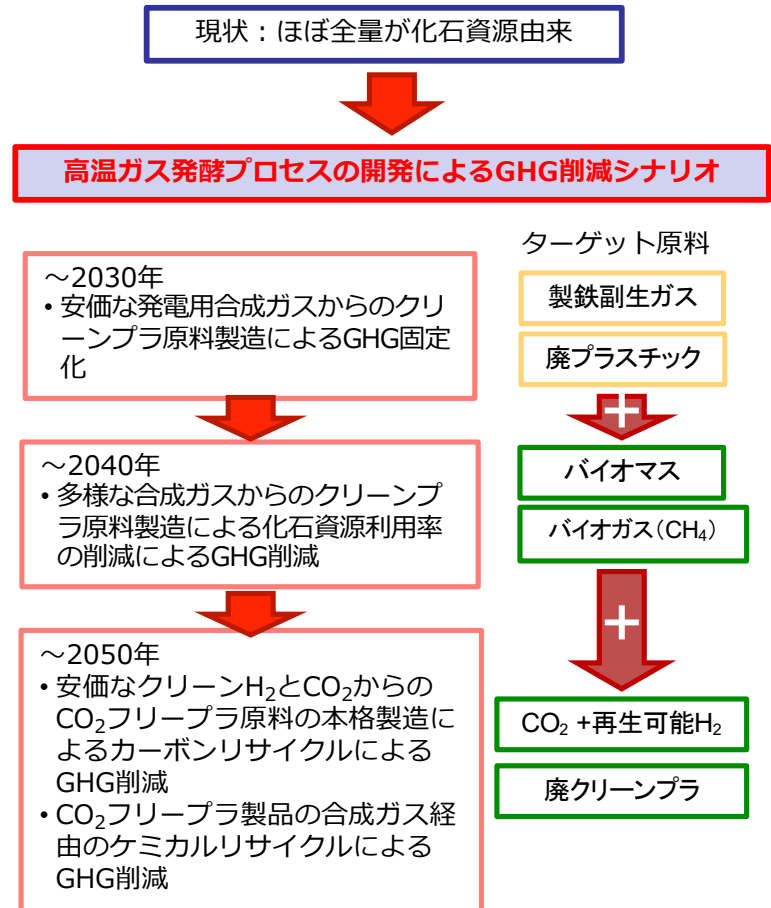 現状：ほぼ全量が化石資源由来
高温ガス発酵プロセスの開発によるGHG削減シナリオ
ターゲット原料
～2030年
• 安価な発電用合成ガスからのクリ
ーンプラ原料製造によるGHG固定
化
製鉄副生ガス
廃プラスチック
+
～2040年
• 多様な合成ガスからのクリーンプ
ラ原料製造による化石資源利用率
の削減によるGHG削減
バイオマス
バイオガス（CH₄）
+
～2050年
• 安価なクリーンH₂とCO₂からの
CO₂フリープラ原料の本格製造に
よるカーボンリサイクルによる
GHG削減
• CO₂フリープラ製品の合成ガス経
由のケミカルリサイクルによる
GHG削減
CO₂ +再生可能H₂
廃クリーンプラ